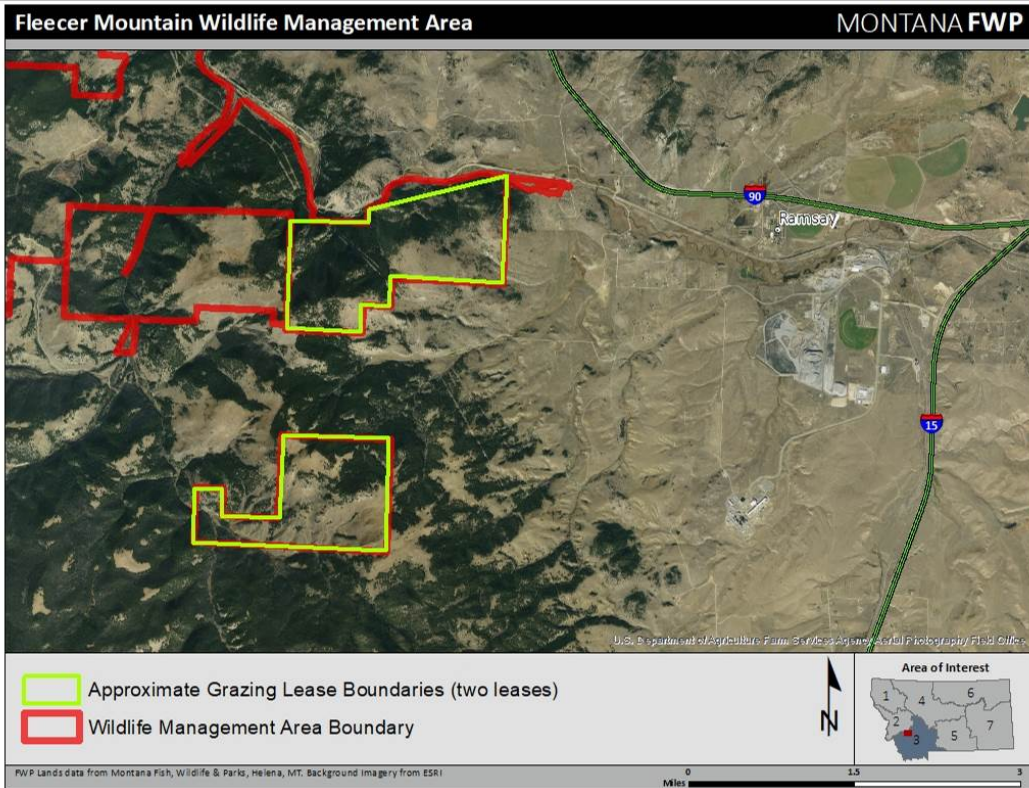 Fleecer Mountain Wildlife Management Area
MONTANA FWP
90
Ramsay
15
U.S. Department of Agriculture Farm Services Agency Aerial Photography Field Office
Approximate Grazing Lease Boundaries (two leases)
Wildlife Management Area Boundary
N
Area of Interest
1
4
6
2
3
5
7
FWP Lands data from Montana Fish, Wildlife & Parks, Helena, MT. Background Imagery from ESRI
0 1.5 3
Miles